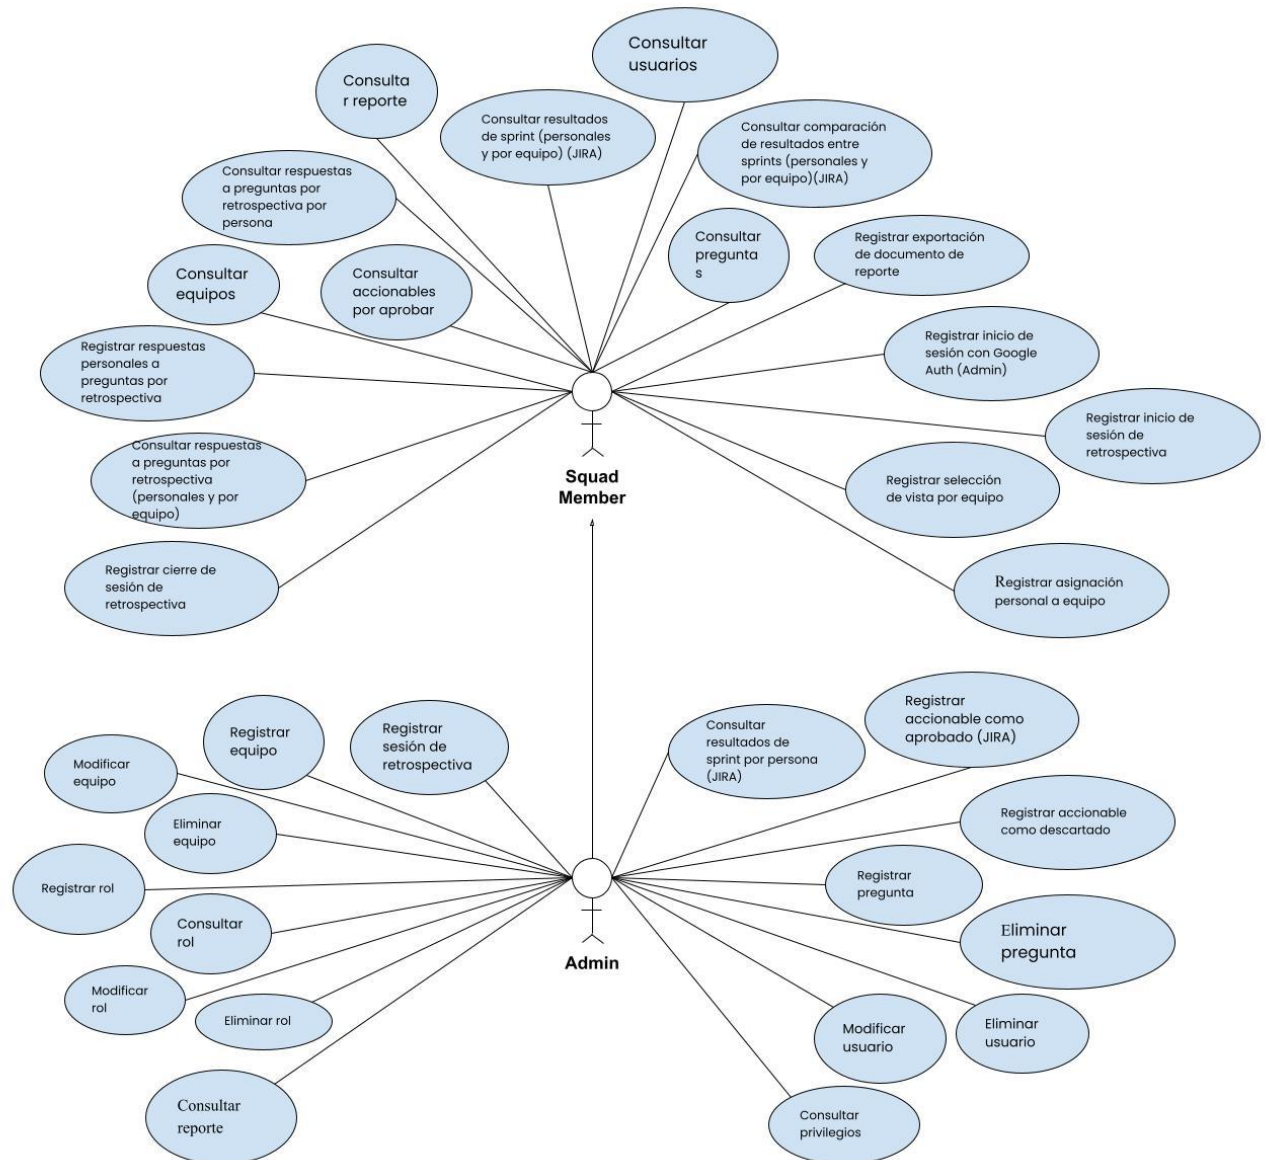 Consultar
usuarios
Consulta
r reporte
Consultar resultados
de sprint (personales
y por equipo) (JIRA)
Consultar comparación
de resultados entre
sprints (personales y
por equipo)(JIRA)
Consultar respuestas
a preguntas por
retrospectiva por
persona
Consultar
pregunta
s
Registrar exportación
de documento de
reporte
Consultar
equipos
Consultar
accionables
por aprobar
Registrar respuestas
personales a
preguntas por
retrospectiva
Registrar inicio de
sesión con Google
Auth (Admin)
Registrar inicio de
sesión de
retrospectiva
Consultar respuestas
a preguntas por
retrospectiva
(personales y por
equipo)
Squad
Member
Registrar selección
de vista por equipo
Registrar cierre de
sesión de
retrospectiva
Registrar asignación
personal a equipo
Registrar
equipo
Registrar
sesión de
retrospectiva
Consultar
resultados de
sprint por persona
(JIRA)
Registrar
accionable como
aprobado (JIRA)
Modificar
equipo
Eliminar
equipo
Registrar accionable
como descartado
Registrar rol
Registrar
pregunta
Consultar
rol
Eliminar
pregunta
Admin
Modificar
rol
Eliminar rol
Modificar
usuario
Eliminar
usuario
Consultar
reporte
Consultar
privilegios